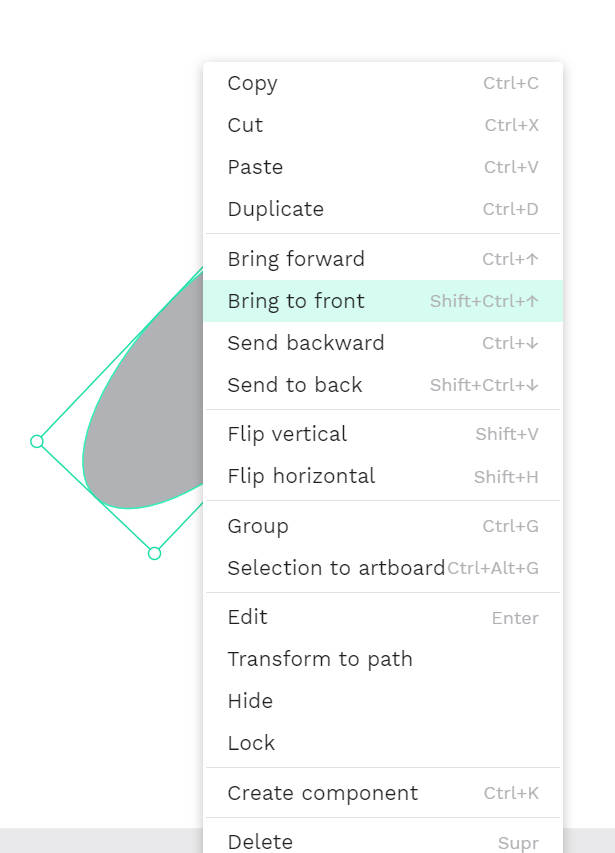 Copy Ctrl+C
Cut Ctrl+X
Paste Ctrl+V
Duplicate Ctrl+D
Bring forward Ctrl+↑
Bring to front Shift+Ctrl+↑
Send backward Ctrl+↓
Send to back Shift+Ctrl+↓
Flip vertical Shift+V
Flip horizontal Shift+H
Group Ctrl+G
Selection to artboard Ctrl+Alt+G
Edit Enter
Transform to path
Hide
Lock
Create component Ctrl+K
Delete Supr